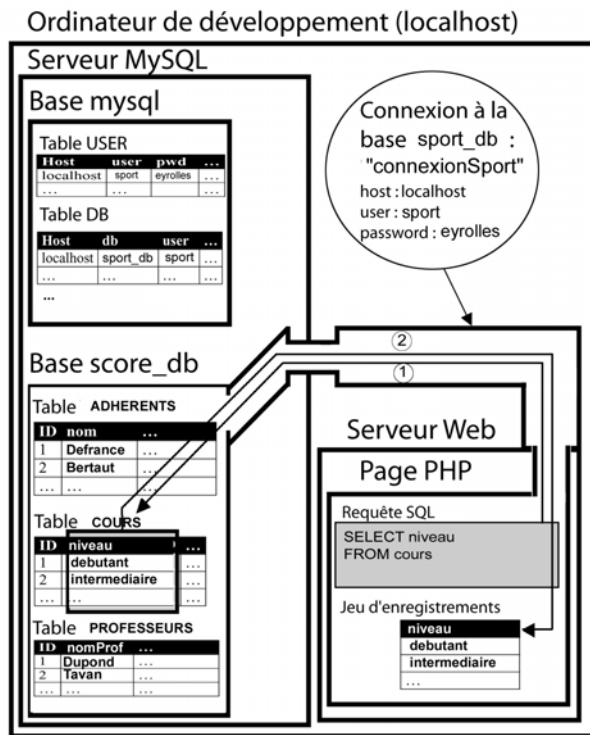 Ordinateur de développement (localhost)
Serveur MySQL
Base mysql
Table USER
Host user pwd ...
localhost sport eyrolles ...
... ... ...
Table DB
Host db user ...
localhost sport_db sport ...
... ... ... ...
...
Connexion à la
base sport_db :
"connexionSport"
host : localhost
user : sport
password : eyrolles
2
1
Base score_db
Table ADHERENTS
ID nom ...
1 Defrance ...
2 Bertaut ...
... ... ...
Table COURS
ID niveau ...
1 debutant ...
2 intermediaire ...
... ... ...
Table PROFESSEURS
ID nomProf ...
1 Dupond ...
2 Tavan ...
... ... ...
Serveur Web
Page PHP
Requête SQL
SELECT niveau
FROM cours
Jeu d'enregistrements
niveau
debutant
intermediaire
...